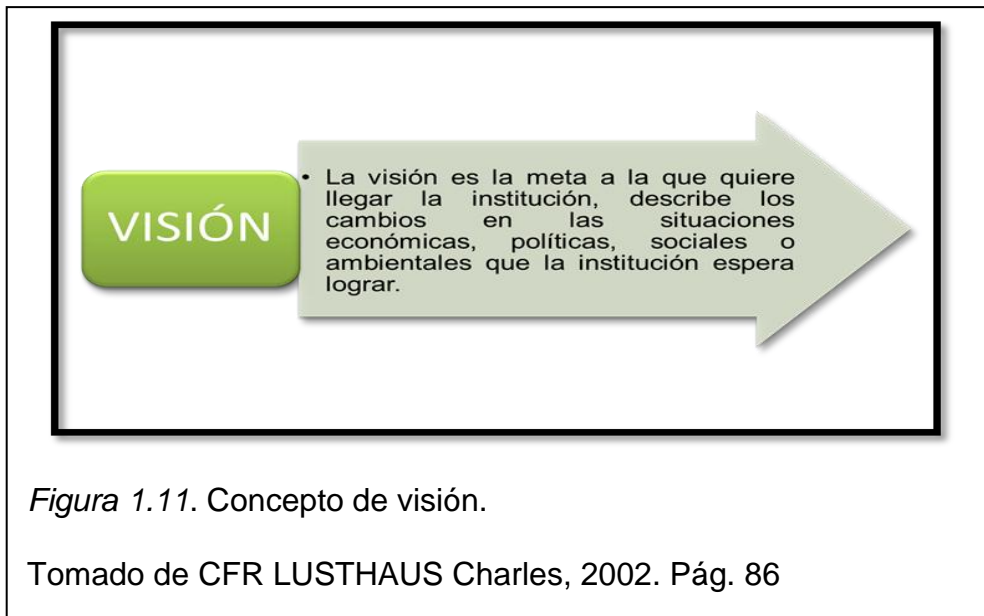 VISIÓN
• La visión es la meta a la que quiere
llegar la institución, describe los
cambios en las situaciones
económicas, políticas, sociales o
ambientales que la institución espera
lograr.
Figura 1.11. Concepto de visión.
Tomado de CFR LUSTHAUS Charles, 2002. Pág. 86